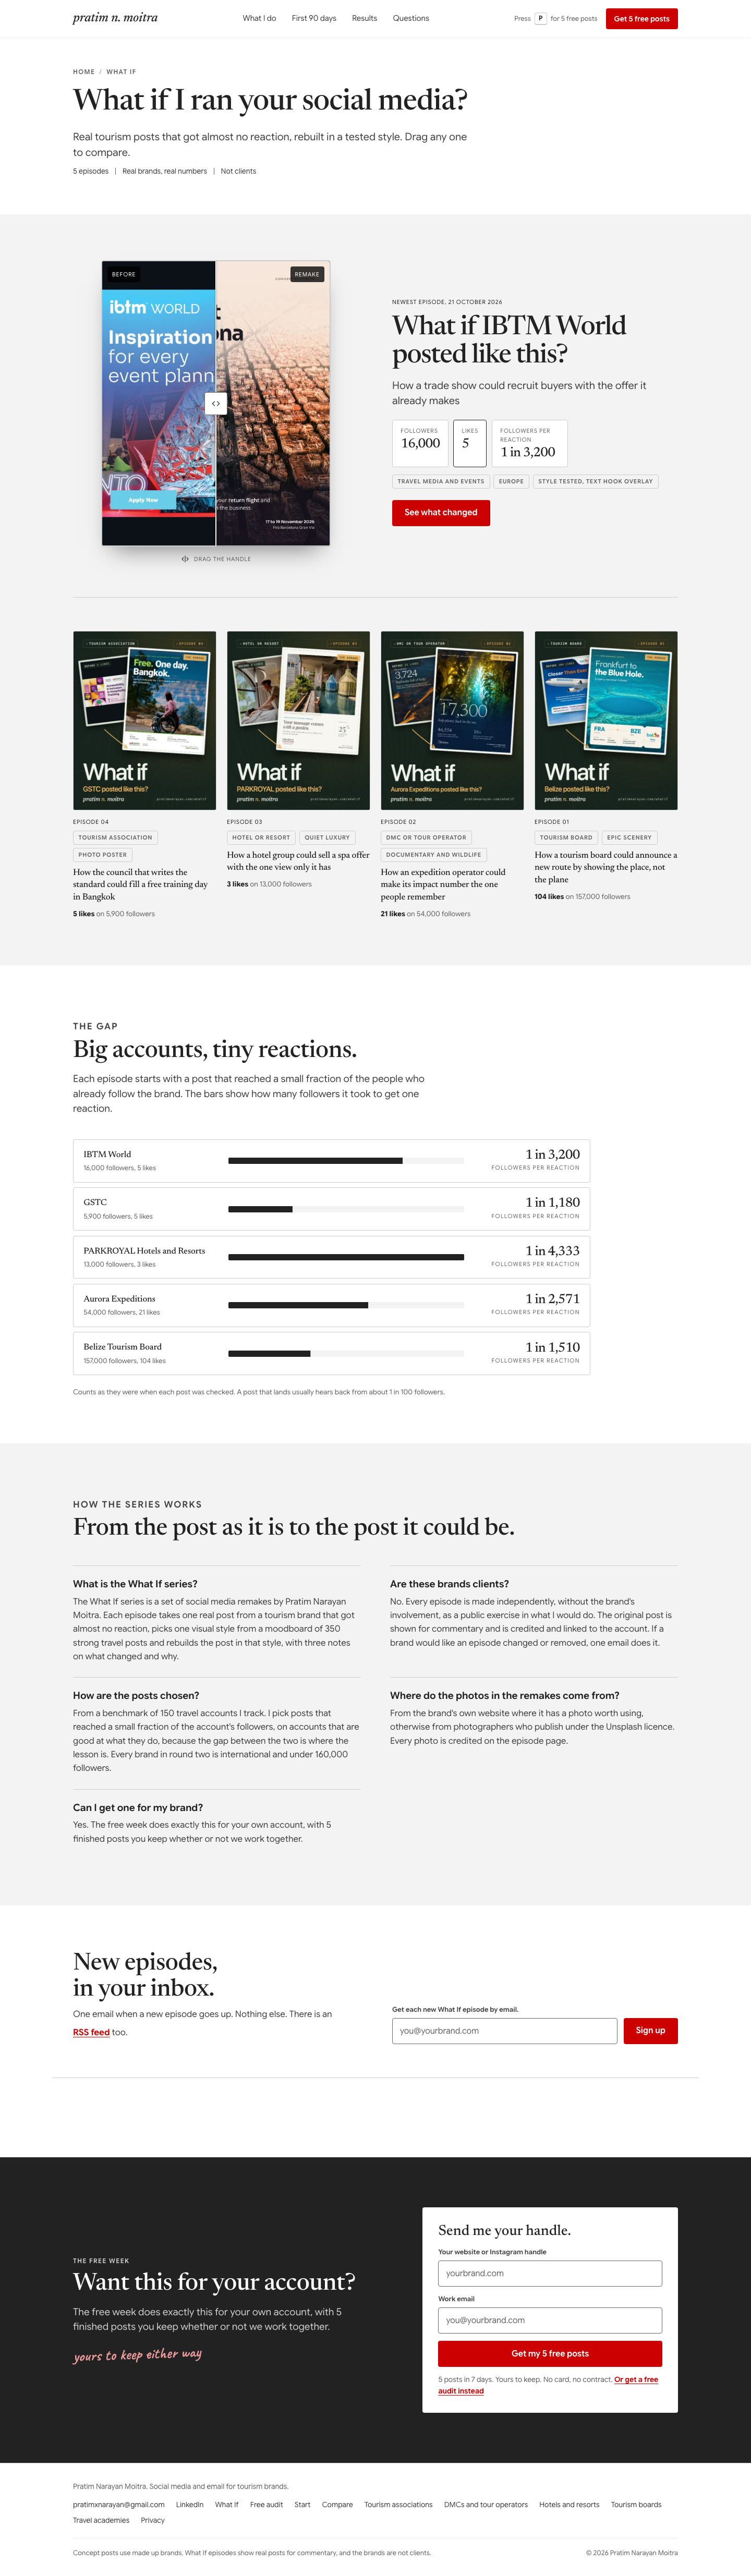 pratim n. moitra
What I do
First 90 days
Results
Questions
Press P for 5 free posts
Get 5 free posts
HOME / WHAT IF
What if I ran your social media?
Real tourism posts that got almost no reaction, rebuilt in a tested style. Drag any one
to compare.
5 episodes | Real brands, real numbers | Not clients
BEFORE
REMAKE
ibtm WORLD
Inspiration
for every
event plann
Apply Now
your return flight and
the business.
17 to 19 November 2026
Fira Barcelona Gran Via
DRAG THE HANDLE
NEWEST EPISODE, 21 OCTOBER 2026
What if IBTM World
posted like this?
How a trade show could recruit buyers with the offer it
already makes
FOLLOWERS
16,000
LIKES
5
FOLLOWERS PER
REACTION
1 in 3,200
TRAVEL MEDIA AND EVENTS
EUROPE
STYLE TESTED, TEXT HOOK OVERLAY
See what changed
TOURISM ASSOCIATION
EPISODE 04
Free. One day.
Bangkok.
What if
GSTC posted like this?
pratim n. moitra
EPISODE 04
TOURISM ASSOCIATION
PHOTO POSTER
How the council that writes the
standard could fill a free training day
in Bangkok
5 likes on 5,900 followers
HOTEL OR RESORT
EPISODE 03
What if
PARKROYAL posted like this?
pratim n. moitra
EPISODE 03
HOTEL OR RESORT
QUIET LUXURY
How a hotel group could sell a spa offer
with the one view only it has
3 likes on 13,000 followers
DMC OR TOUR OPERATOR
EPISODE 02
3,724
17,300
What if
Aurora Expeditions posted like this?
pratim n. moitra
EPISODE 02
DMC OR TOUR OPERATOR
DOCUMENTARY AND WILDLIFE
How an expedition operator could
make its impact number the one
people remember
21 likes on 54,000 followers
TOURISM BOARD
EPISODE 01
Closer Than Ever
Frankfurt to
the Blue Hole.
FRA
BZE
What if
Belize posted like this?
pratim n. moitra
EPISODE 01
TOURISM BOARD
EPIC SCENERY
How a tourism board could announce a
new route by showing the place, not
the plane
104 likes on 157,000 followers
THE GAP
Big accounts, tiny reactions.
Each episode starts with a post that reached a small fraction of the people who
already follow the brand. The bars show how many followers it took to get one
reaction.
IBTM World
16,000 followers, 5 likes
1 in 3,200
FOLLOWERS PER REACTION
GSTC
5,900 followers, 5 likes
1 in 1,180
FOLLOWERS PER REACTION
PARKROYAL Hotels and Resorts
13,000 followers, 3 likes
1 in 4,333
FOLLOWERS PER REACTION
Aurora Expeditions
54,000 followers, 21 likes
1 in 2,571
FOLLOWERS PER REACTION
Belize Tourism Board
157,000 followers, 104 likes
1 in 1,510
FOLLOWERS PER REACTION
Counts as they were when each post was checked. A post that lands usually hears back from about 1 in 100 followers.
HOW THE SERIES WORKS
From the post as it is to the post it could be.
What is the What If series?
The What If series is a set of social media remakes by Pratim Narayan
Moitra. Each episode takes one real post from a tourism brand that got
almost no reaction, picks one visual style from a moodboard of 350
strong travel posts and rebuilds the post in that style, with three notes
on what changed and why.
Are these brands clients?
No. Every episode is made independently, without the brand's
involvement, as a public exercise in what I would do. The original post is
shown for commentary and is credited and linked to the account. If a
brand would like an episode changed or removed, one email does it.
How are the posts chosen?
From a benchmark of 150 travel accounts I track. I pick posts that
reached a small fraction of the account's followers, on accounts that are
good at what they do, because the gap between the two is where the
lesson is. Every brand in round two is international and under 160,000
followers.
Where do the photos in the remakes come from?
From the brand's own website where it has a photo worth using,
otherwise from photographers who publish under the Unsplash licence.
Every photo is credited on the episode page.
Can I get one for my brand?
Yes. The free week does exactly this for your own account, with 5
finished posts you keep whether or not we work together.
New episodes,
in your inbox.
One email when a new episode goes up. Nothing else. There is an
RSS feed too.
Get each new What If episode by email.
you@yourbrand.com
Sign up
THE FREE WEEK
Want this for your account?
The free week does exactly this for your own account, with 5
finished posts you keep whether or not we work together.
yours to keep either way
Send me your handle.
Your website or Instagram handle
yourbrand.com
Work email
you@yourbrand.com
Get my 5 free posts
5 posts in 7 days. Yours to keep. No card, no contract. Or get a free
audit instead
Pratim Narayan Moitra. Social media and email for tourism brands.
pratimxnarayan@gmail.com
LinkedIn
What If
Free audit
Start
Compare
Tourism associations
DMCs and tour operators
Hotels and resorts
Tourism boards
Travel academies
Privacy
Concept posts use made up brands. What If episodes show real posts for commentary, and the brands are not clients.
© 2026 Pratim Narayan Moitra